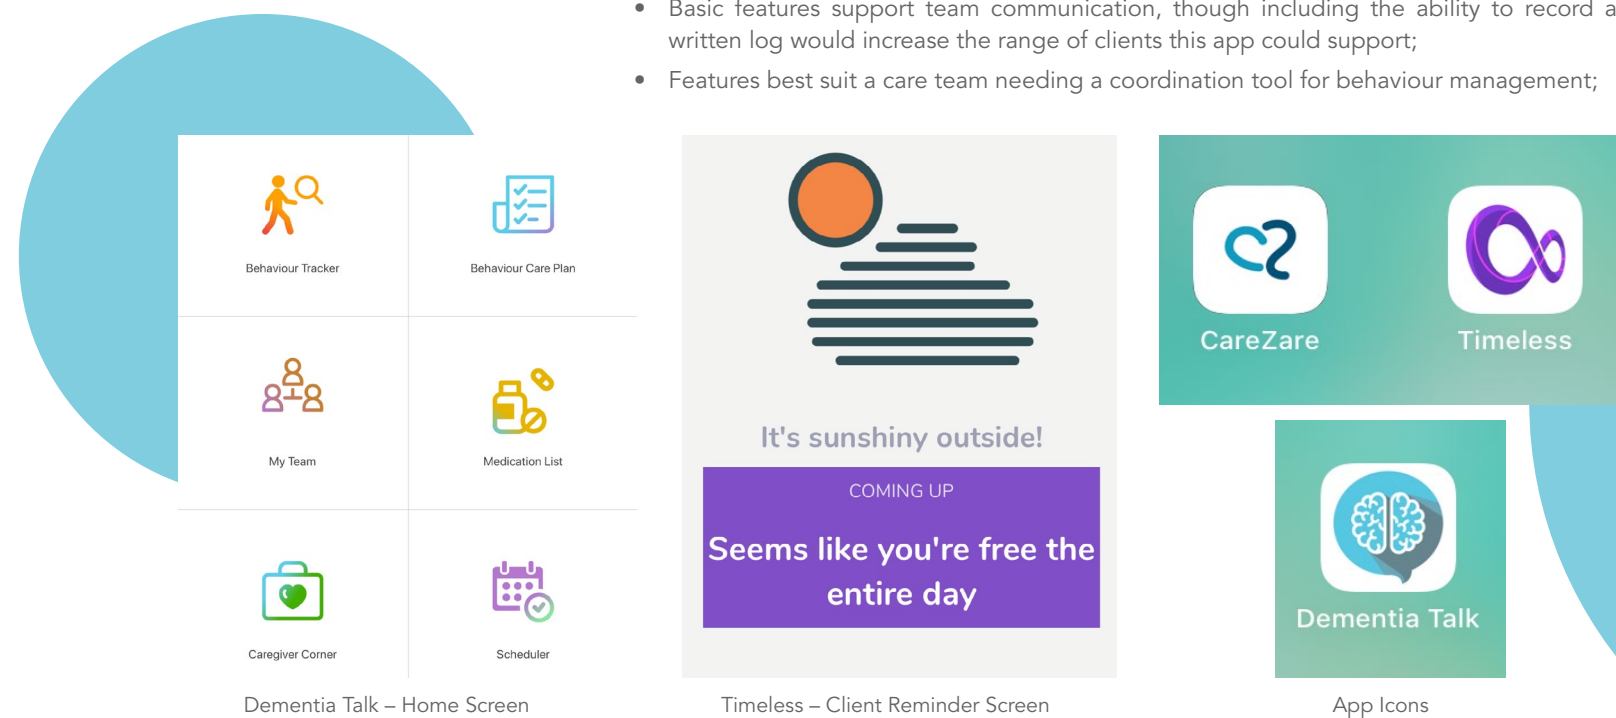 • Basic features support team communication, though including the ability to record a
written log would increase the range of clients this app could support;
• Features best suit a care team needing a coordination tool for behaviour management;
Behaviour Tracker
Behaviour Care Plan
My Team
Medication List
Caregiver Corner
Scheduler
It's sunshiny outside!
COMING UP
Seems like you're free the
entire day
CareZare
Timeless
Dementia Talk
Dementia Talk – Home Screen
Timeless – Client Reminder Screen
App Icons